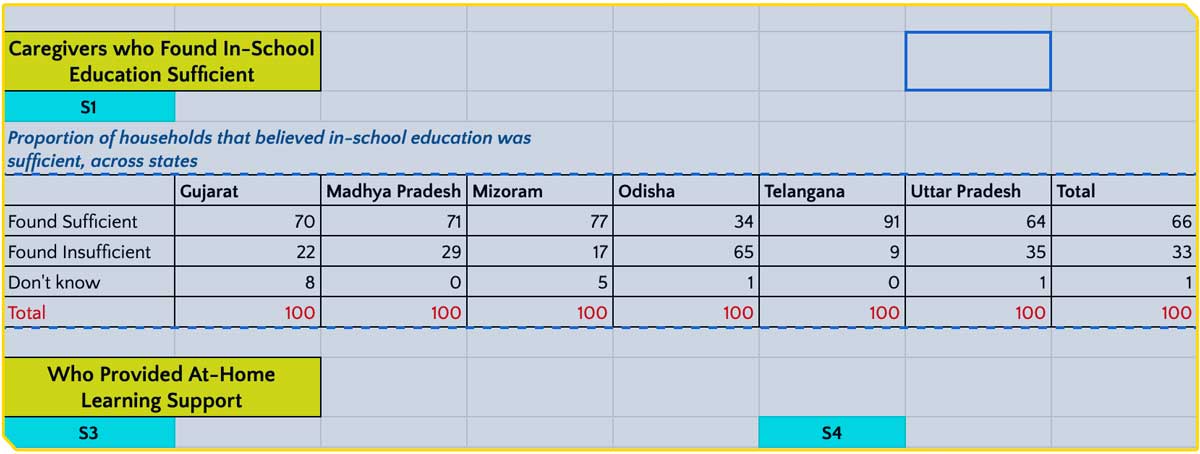 Caregivers who Found In-School
Education Sufficient
S1
Proportion of households that believed in-school education was
sufficient, across states
Gujarat Madhya Pradesh Mizoram Odisha Telangana Uttar Pradesh Total
Found Sufficient 70 71 77 34 91 64 66
Found Insufficient 22 29 17 65 9 35 33
Don't know 8 0 5 1 0 1 1
Total 100 100 100 100 100 100 100
Who Provided At-Home
Learning Support
S3 S4